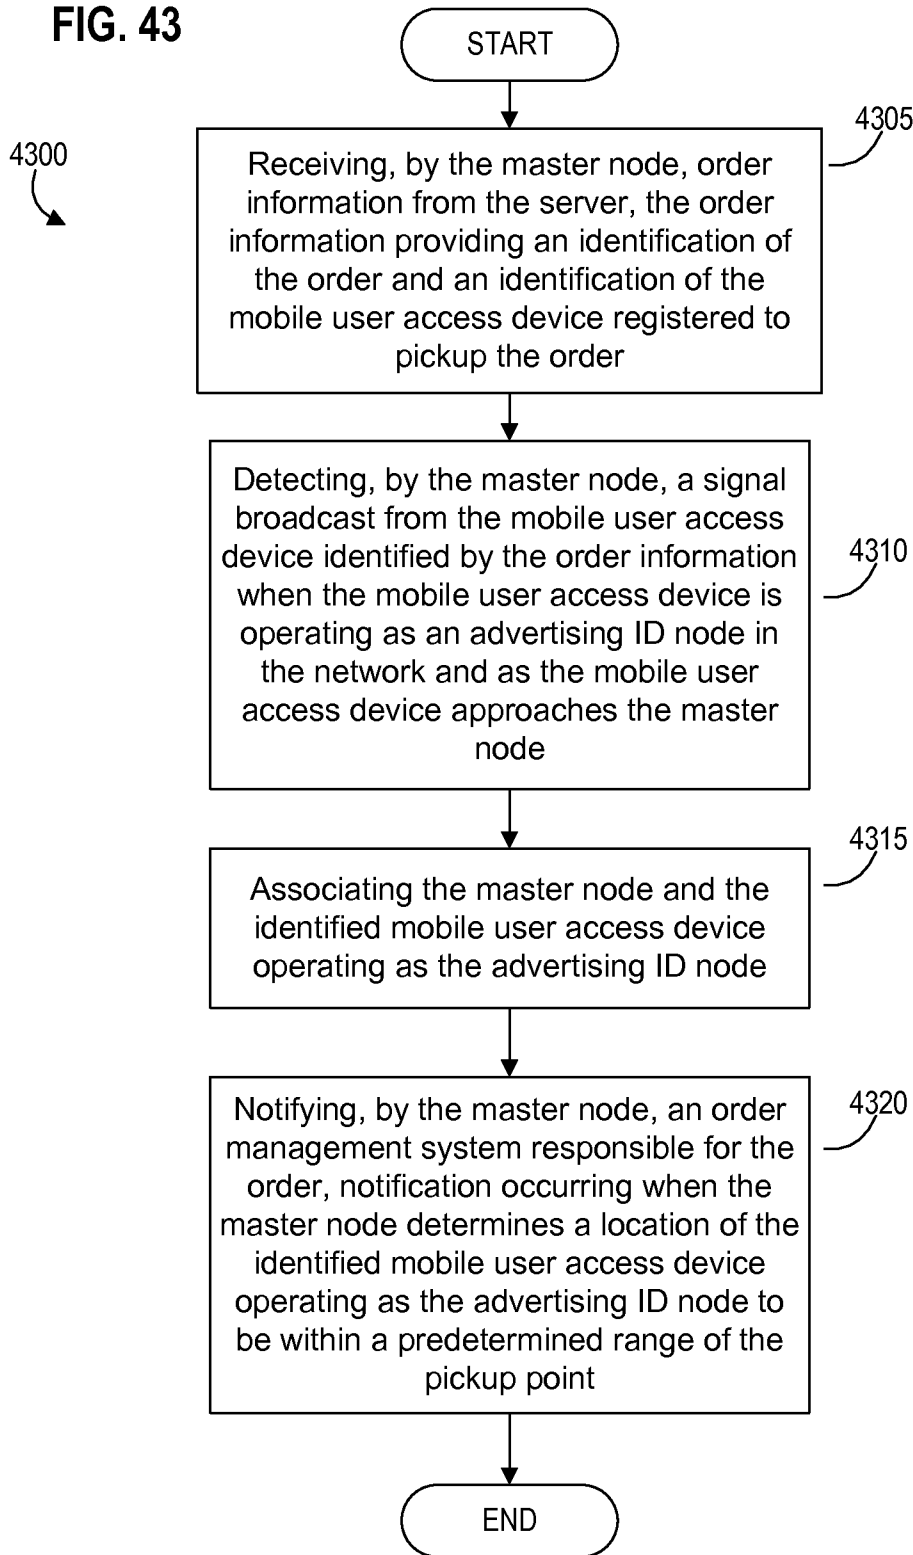 FIG. 43
START
4300
4305
Receiving, by the master node, order
information from the server, the order
information providing an identification of
the order and an identification of the
mobile user access device registered to
pickup the order
4310
Detecting, by the master node, a signal
broadcast from the mobile user access
device identified by the order information
when the mobile user access device is
operating as an advertising ID node in
the network and as the mobile user
access device approaches the master
node
4315
Associating the master node and the
identified mobile user access device
operating as the advertising ID node
4320
Notifying, by the master node, an order
management system responsible for the
order, notification occurring when the
master node determines a location of the
identified mobile user access device
operating as the advertising ID node to
be within a predetermined range of the
pickup point
END